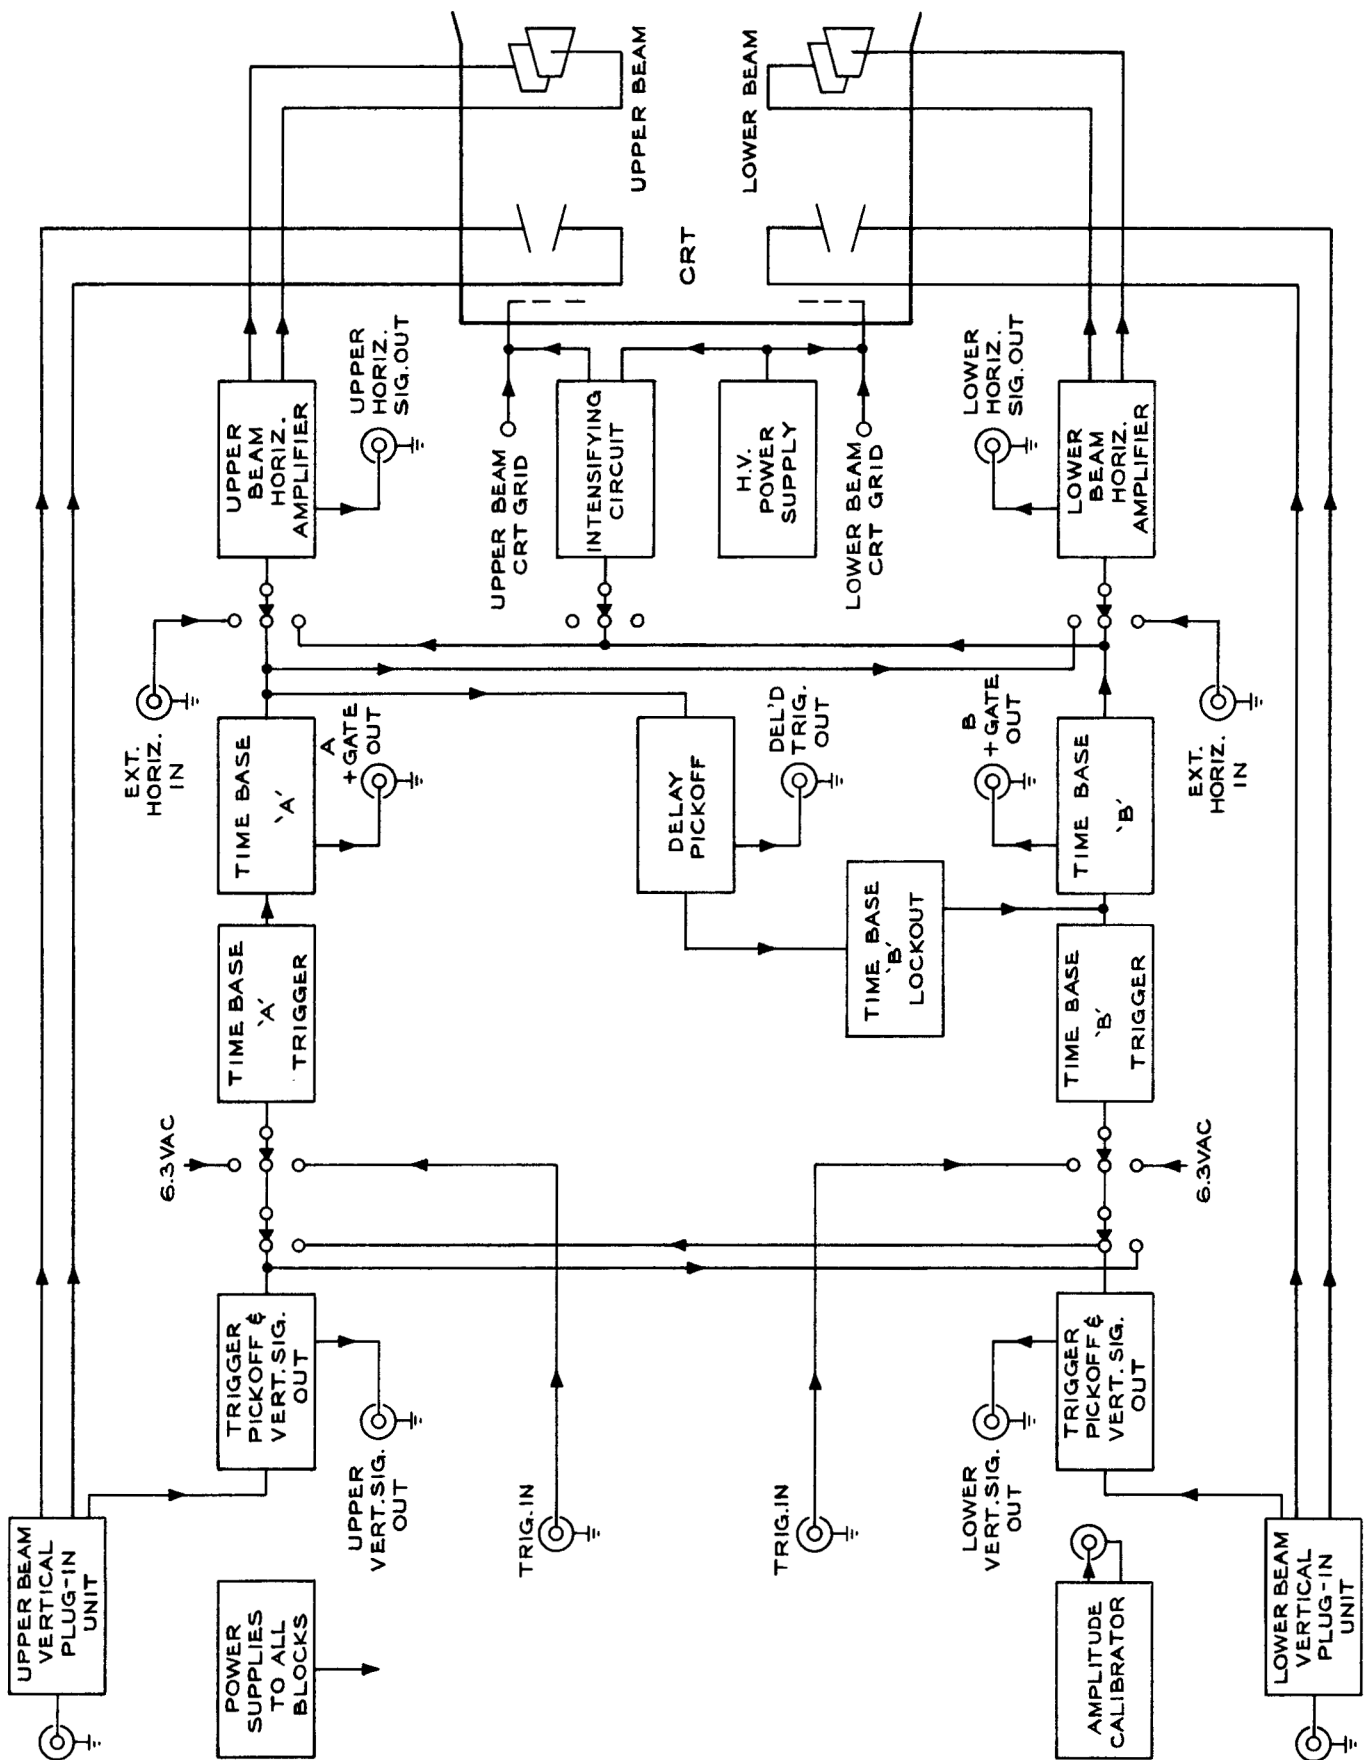 UPPER BEAM
VERTICAL
PLUG-IN
UNIT
POWER
SUPPLIES
TO ALL
BLOCKS
TRIGGER
PICKOFF &
VERT. SIG.
OUT
UPPER
VERT. SIG.
OUT
6.3VAC
TIME BASE
'A'
TRIGGER
TIME BASE
'A'
A
+GATE
OUT
EXT.
HORIZ.
IN
UPPER
BEAM
HORIZ.
AMPLIFIER
UPPER
HORIZ.
SIG. OUT
TRIG. IN
TRIG. IN
DELAY
PICKOFF
DEL'D
TRIG.
OUT
TIME BASE
'B'
LOCKOUT
UPPER BEAM
CRT GRID
INTENSIFYING
CIRCUIT
H.V.
POWER
SUPPLY
LOWER BEAM
CRT GRID
UPPER BEAM
CRT
LOWER BEAM
AMPLITUDE
CALIBRATOR
LOWER
VERT. SIG.
OUT
TRIGGER
PICKOFF &
VERT. SIG.
OUT
6.3VAC
TIME BASE
'B'
TRIGGER
B
+GATE
OUT
TIME BASE
'B'
EXT.
HORIZ.
IN
LOWER
HORIZ.
SIG. OUT
LOWER
BEAM
HORIZ.
AMPLIFIER
LOWER BEAM
VERTICAL
PLUG-IN
UNIT